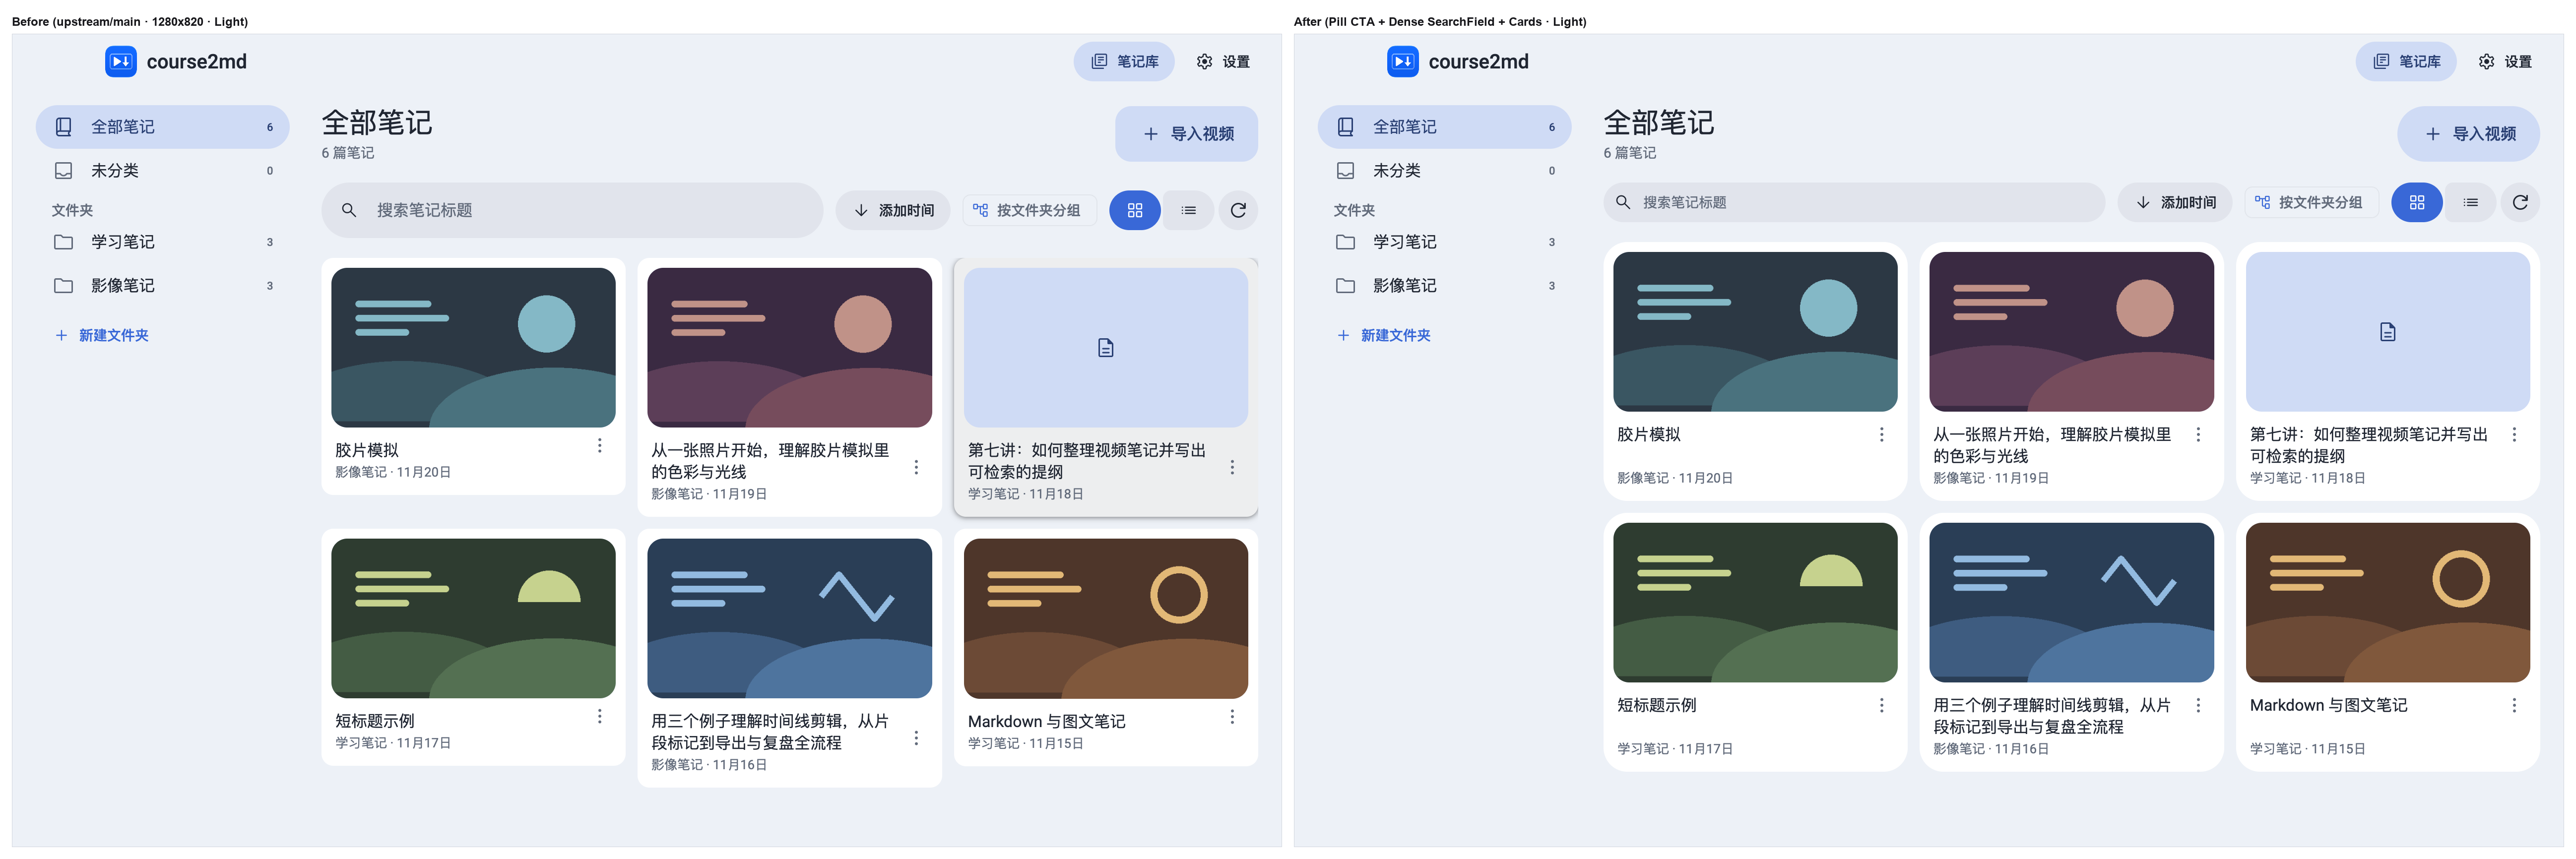 Before (upstream/main · 1280x820 · Light)
course2md
笔记库
设置
全部笔记
6
未分类
0
文件夹
学习笔记
3
影像笔记
3
新建文件夹
全部笔记
6 篇笔记
导入视频
搜索笔记标题
添加时间
按文件夹分组
胶片模拟
影像笔记 · 11月20日
从一张照片开始，理解胶片模拟里
的色彩与光线
影像笔记 · 11月19日
第七讲：如何整理视频笔记并写出
可检索的提纲
学习笔记 · 11月18日
短标题示例
学习笔记 · 11月17日
用三个例子理解时间线剪辑，从片
段标记到导出与复盘全流程
影像笔记 · 11月16日
Markdown 与图文笔记
学习笔记 · 11月15日
After (Pill CTA + Dense SearchField + Cards · Light)
course2md
笔记库
设置
全部笔记
6
未分类
0
文件夹
学习笔记
3
影像笔记
3
新建文件夹
全部笔记
6 篇笔记
导入视频
搜索笔记标题
添加时间
按文件夹分组
胶片模拟
影像笔记 · 11月20日
从一张照片开始，理解胶片模拟里
的色彩与光线
影像笔记 · 11月19日
第七讲：如何整理视频笔记并写出
可检索的提纲
学习笔记 · 11月18日
短标题示例
学习笔记 · 11月17日
用三个例子理解时间线剪辑，从片
段标记到导出与复盘全流程
影像笔记 · 11月16日
Markdown 与图文笔记
学习笔记 · 11月15日